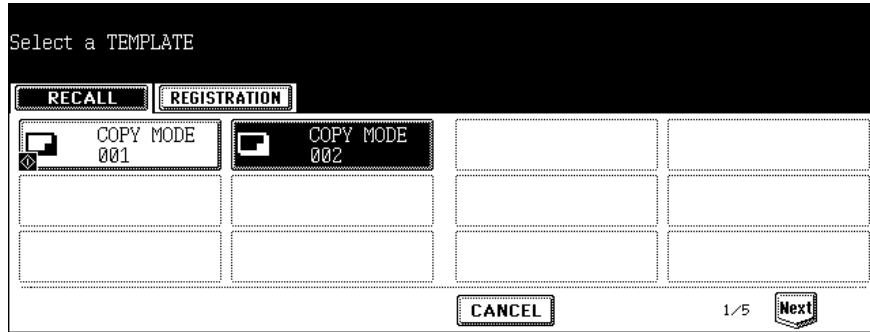 Select a TEMPLATE
RECALL REGISTRATION
COPY MODE COPY MODE
001 002
CANCEL 1/5 Next